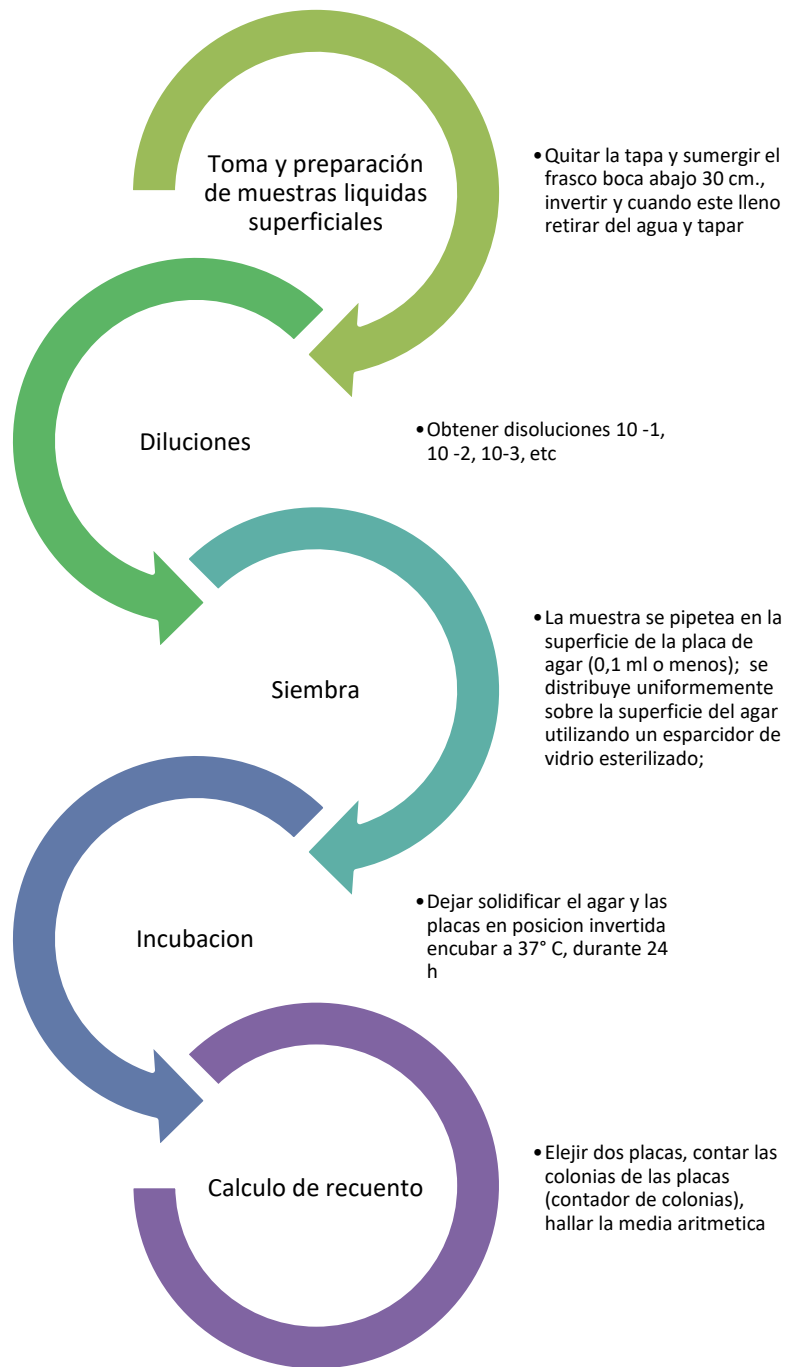 Toma y preparación
de muestras liquidas
superficiales
•Quitar la tapa y sumergir el
frasco boca abajo 30 cm.,
invertir y cuando este lleno
retirar del agua y tapar
Diluciones
•Obtener disoluciones 10 -1,
10 -2, 10-3, etc
Siembra
•La muestra se pipetea en la
superficie de la placa de
agar (0,1 ml o menos);  se
distribuye uniformemente
sobre la superficie del agar
utilizando un esparcidor de
vidrio esterilizado;
Incubacion
•Dejar solidificar el agar y las
placas en posicion invertida
encubar a 37° C, durante 24
h
Calculo de recuento
•Elejir dos placas, contar las
colonias de las placas
(contador de colonias),
hallar la media aritmetica